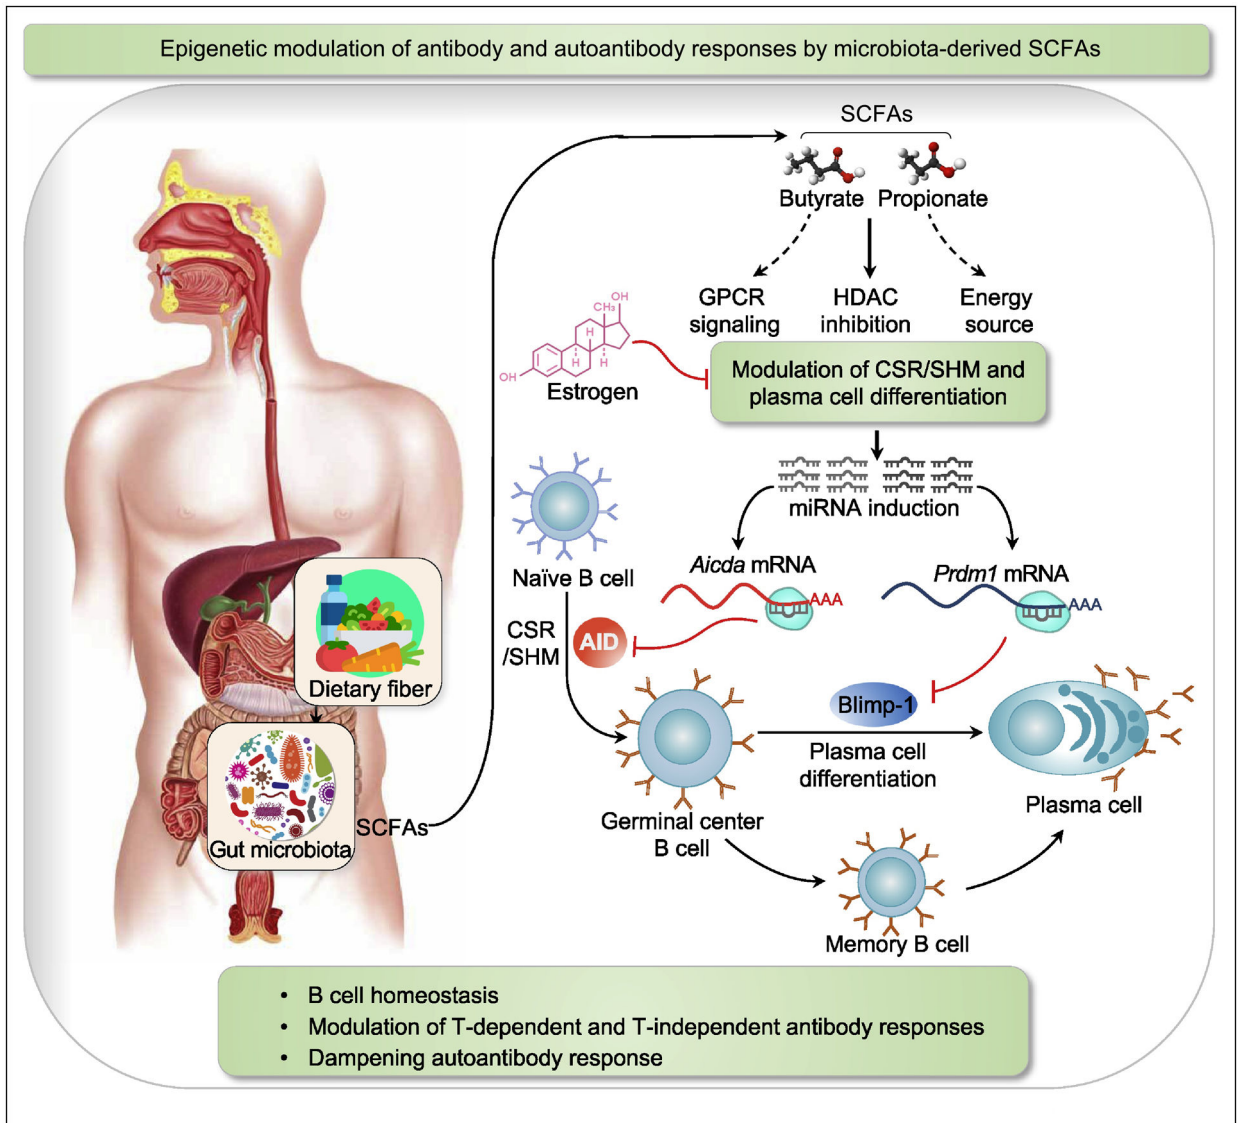 Epigenetic modulation of antibody and autoantibody responses by microbiota-derived SCFAs
SCFAs
Butyrate Propionate
GPCR
signaling
HDAC
inhibition
Energy
source
OH
CH₃
H
H
H
H
OH
Estrogen
Modulation of CSR/SHM and
plasma cell differentiation
miRNA induction
Naïve B cell
Aicda mRNA
AAA
Prdm1 mRNA
AAA
CSR
/SHM
AID
Dietary fiber
Blimp-1
Plasma cell
differentiation
Plasma cell
Gut microbiota
SCFAs
Germinal center
B cell
Memory B cell
• B cell homeostasis
• Modulation of T-dependent and T-independent antibody responses
• Dampening autoantibody response